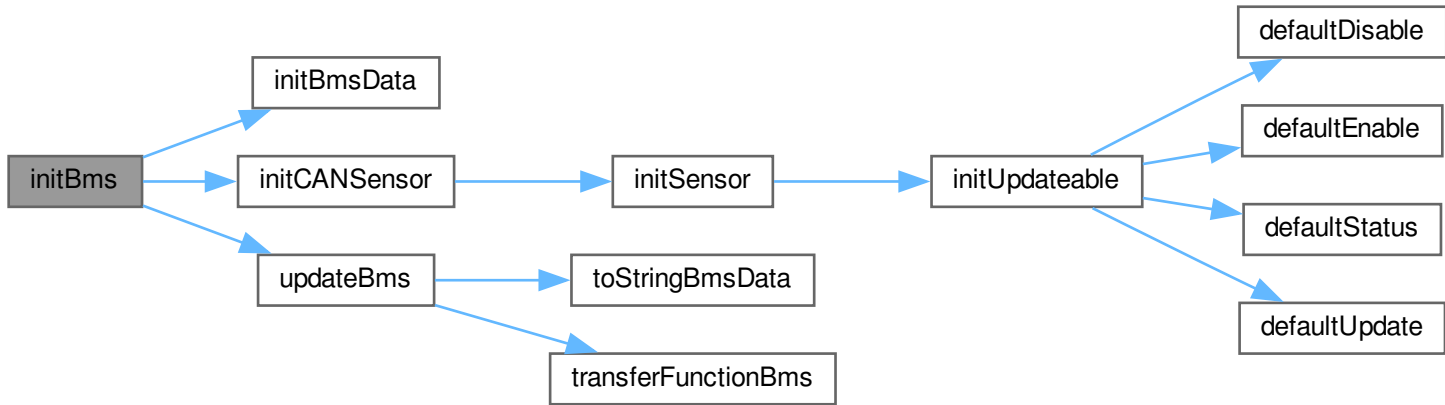 initBms
initBmsData
initCANSensor
updateBms
initSensor
toStringBmsData
transferFunctionBms
initUpdateable
defaultDisable
defaultEnable
defaultStatus
defaultUpdate